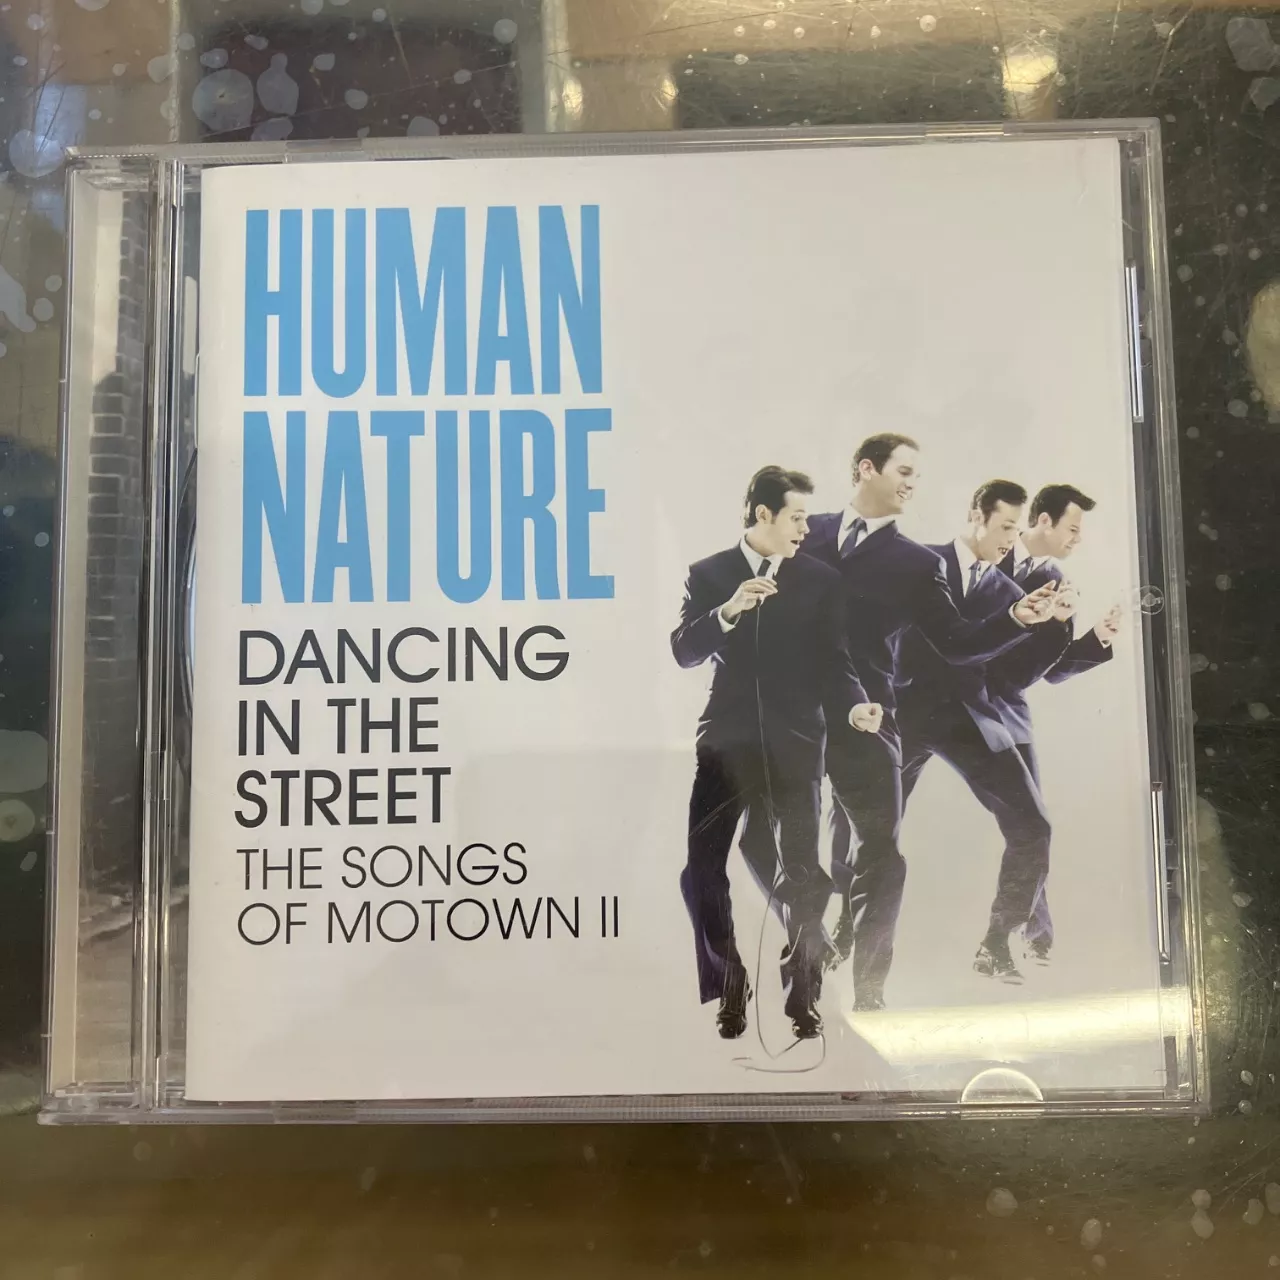 HUMAN
NATURE
DANCING
IN THE
STREET
THE SONGS
OF MOTOWN II